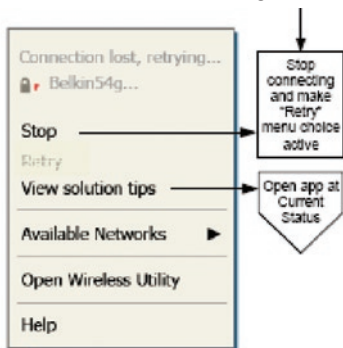 Connection lost, retrying...
Belkin54g...
Stop
Retry
View solution tips
Available Networks
Open Wireless Utility
Help
Stop
connecting
and make
"Retry"
menu choice
active
Open app at
Current
Status